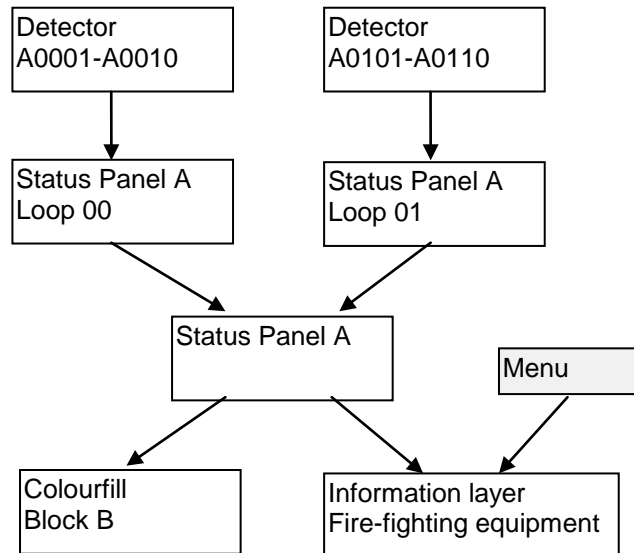 Detector
A0001-A0010
Detector
A0101-A0110
Status Panel A
Loop 00
Status Panel A
Loop 01
Status Panel A
Menu
Colourfill
Block B
Information layer
Fire-fighting equipment